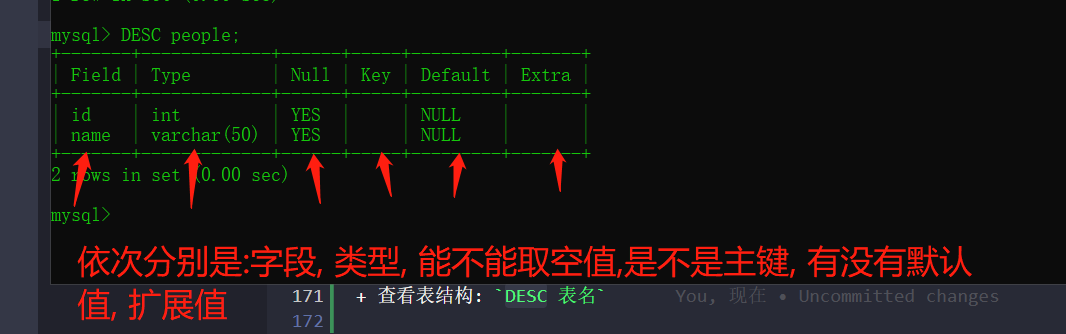 mysql> DESC people;
| Field | Type | Null | Key | Default | Extra |
| id | int | YES | | NULL | |
| name | varchar(50) | YES | | NULL | |
2 rows in set (0.00 sec)
mysql>
依次分别是:字段, 类型, 能不能取空值,是不是主键, 有没有默认
值, 扩展值
171 + 查看表结构: `DESC 表名` You, 现在 • Uncommitted changes
172